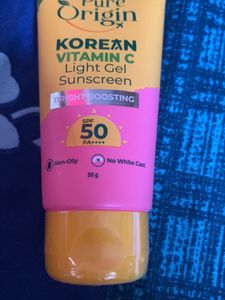 Pure
Origin
KOREAN
VITAMIN C
Light Gel
Sunscreen
BRIGHT BOOSTING
SPF
50
PA++++
Non-Oily
No White Cast
50 g